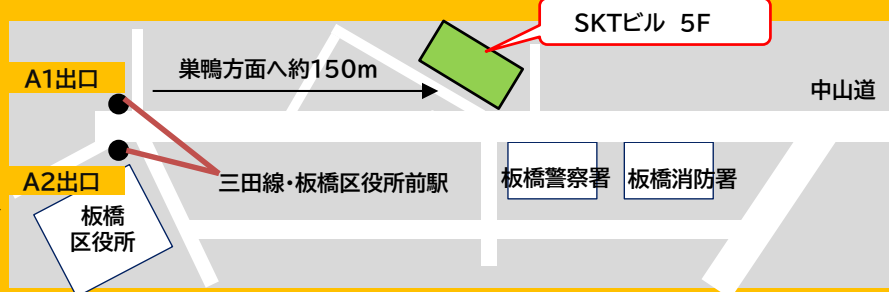 SKTビル 5F
A1出口
巣鴨方面へ約150m
中山道
A2出口
三田線・板橋区役所前駅
板橋警察署
板橋消防署
板橋
区役所